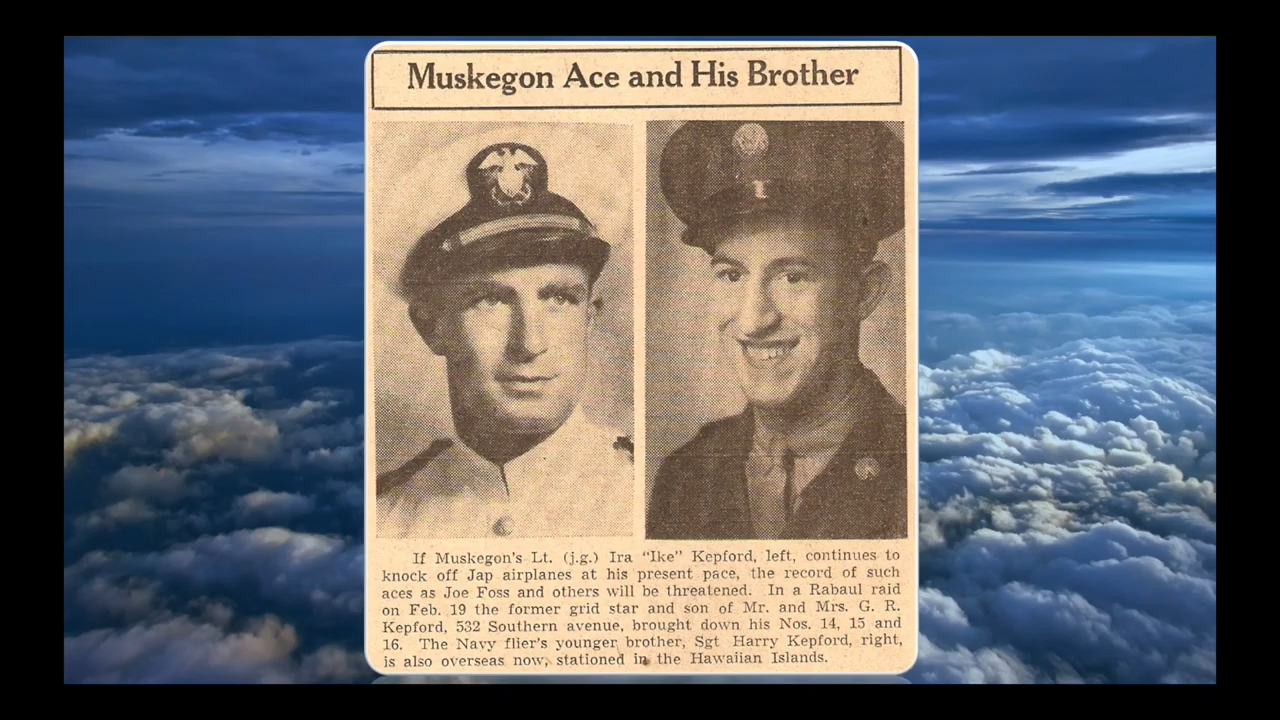 Muskegon Ace and His Brother
If Muskegon's Lt. (j.g.) Ira "Ike" Kepford, left, continues to
knock off Jap airplanes at his present pace, the record of such
aces as Joe Foss and others will be threatened. In a Rabaul raid
on Feb. 19 the former grid star and son of Mr. and Mrs. G. R.
Kepford, 532 Southern avenue, brought down his Nos. 14, 15 and
16. The Navy flier's younger brother, Sgt Harry Kepford, right,
is also overseas now, stationed in the Hawaiian Islands.